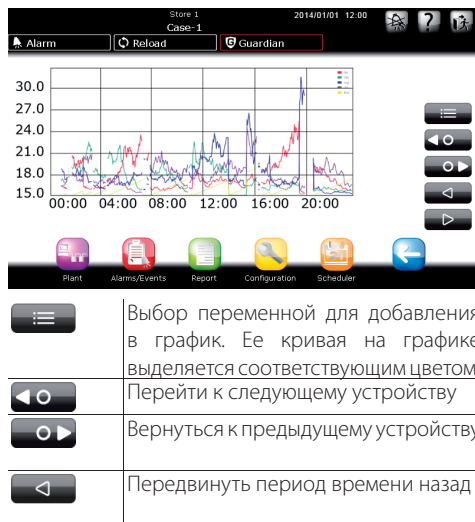 Store 1
2014/01/01 12:00
Case-1
Alarm
Reload
Guardian
?
30.0
27.0
24.0
21.0
18.0
15.0
00:00 04:00 08:00 12:00 16:00 20:00
Plant
Alarms/Events
Report
Configuration
Scheduler
Выбор переменной для добавления
в график. Ее кривая на графике
выделяется соответствующим цветом
Перейти к следующему устройству
Вернуться к предыдущему устройству
Передвинуть период времени назад